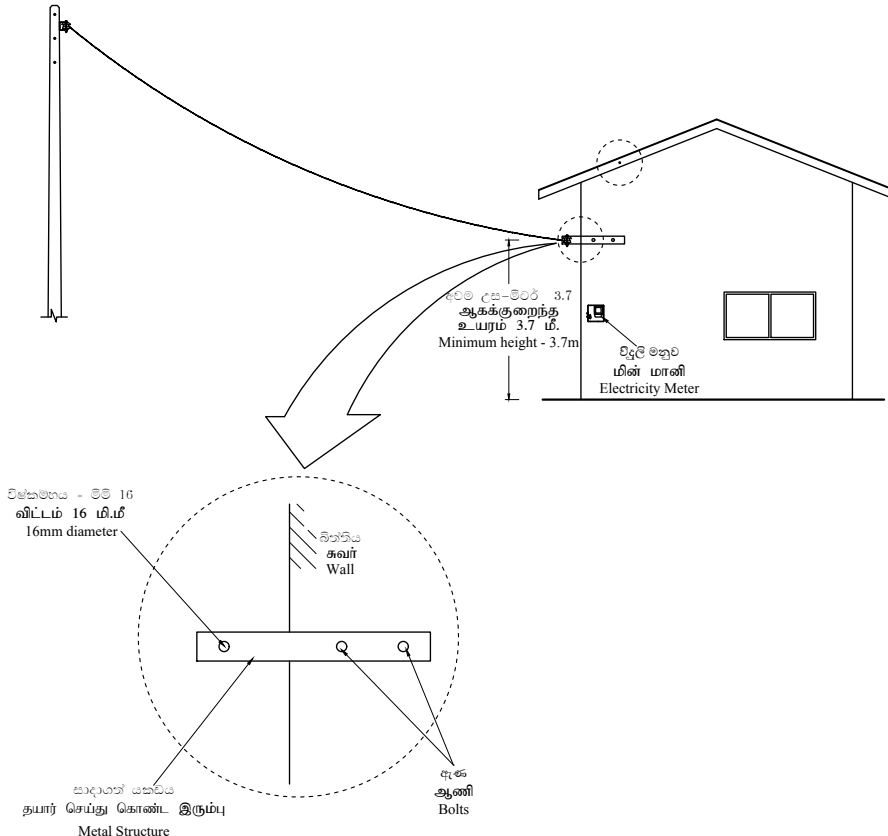 අවම උස-මීටර් 3.7
ஆகக்குறைந்த
உயரம் 3.7 மீ.
Minimum height - 3.7m
විදුලි මනුව
மின் மானி
Electricity Meter
විෂ්කම්භය - මිමි 16
விட்டம் 16 மி.மீ
16mm diameter
බිත්තිය
சுவர்
Wall
සාදාගත් යකඩය
தயார் செய்து கொண்ட இரும்பு
Metal Structure
ඇණ
ஆணி
Bolts